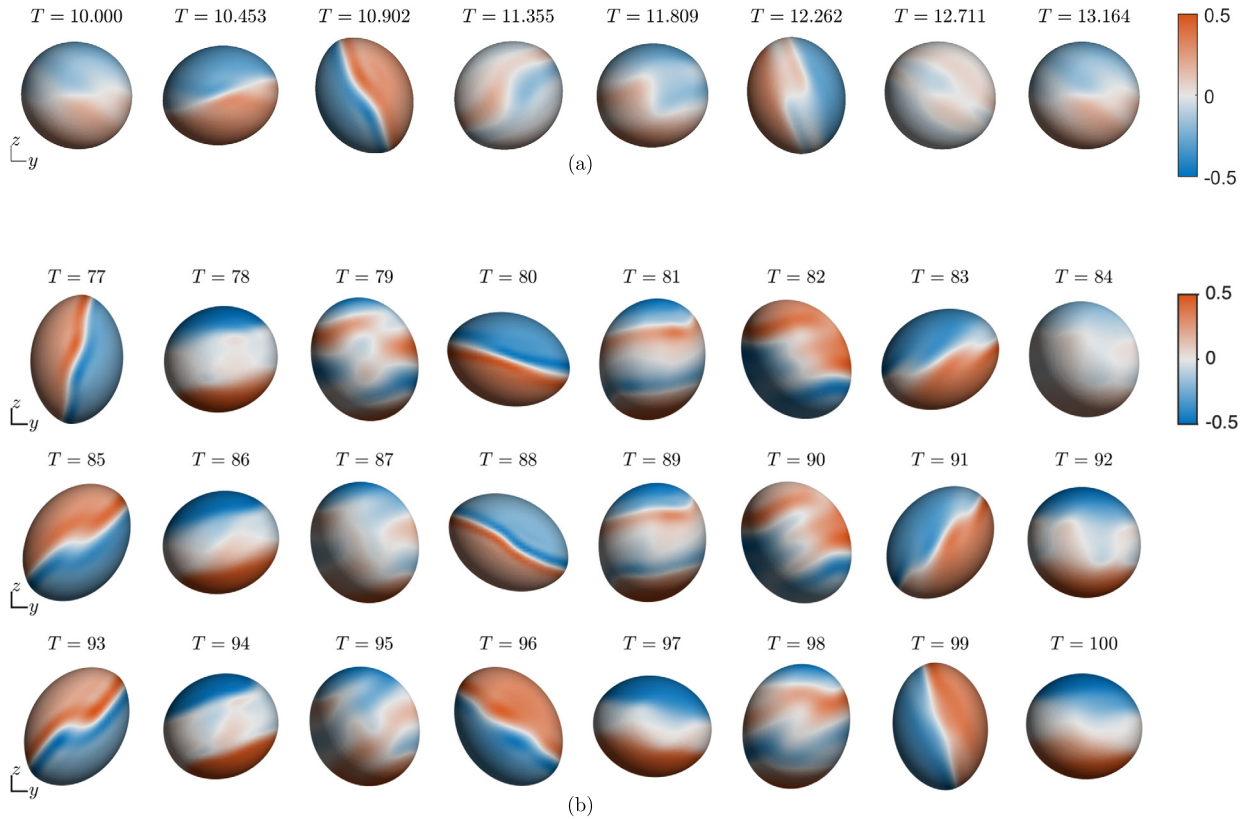 T = 10.000 T = 10.453 T = 10.902 T = 11.355 T = 11.809 T = 12.262 T = 12.711 T = 13.164
0.5
0
-0.5
z
y
(a)
T = 77 T = 78 T = 79 T = 80 T = 81 T = 82 T = 83 T = 84
0.5
0
-0.5
z
y
T = 85 T = 86 T = 87 T = 88 T = 89 T = 90 T = 91 T = 92
z
y
T = 93 T = 94 T = 95 T = 96 T = 97 T = 98 T = 99 T = 100
z
y
(b)